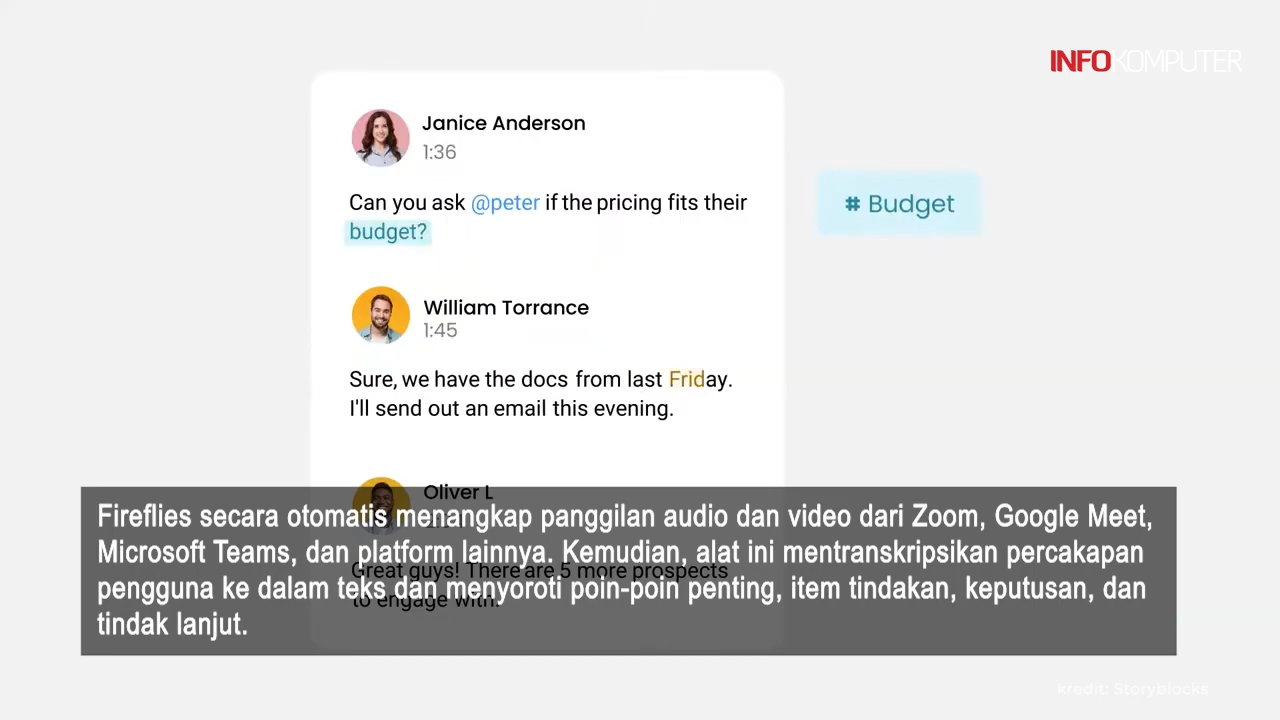 INFOKOMPUTER
Janice Anderson
1:36
Can you ask @peter if the pricing fits their
budget?
# Budget
William Torrance
1:45
Sure, we have the docs from last Friday.
I'll send out an email this evening.
Oliver L
Great guys! There are 5 more prospects
to engage with.
Fireflies secara otomatis menangkap panggilan audio dan video dari Zoom, Google Meet,
Microsoft Teams, dan platform lainnya. Kemudian, alat ini mentranskripsikan percakapan
pengguna ke dalam teks dan menyoroti poin-poin penting, item tindakan, keputusan, dan
tindak lanjut.
kredit: Storyblocks